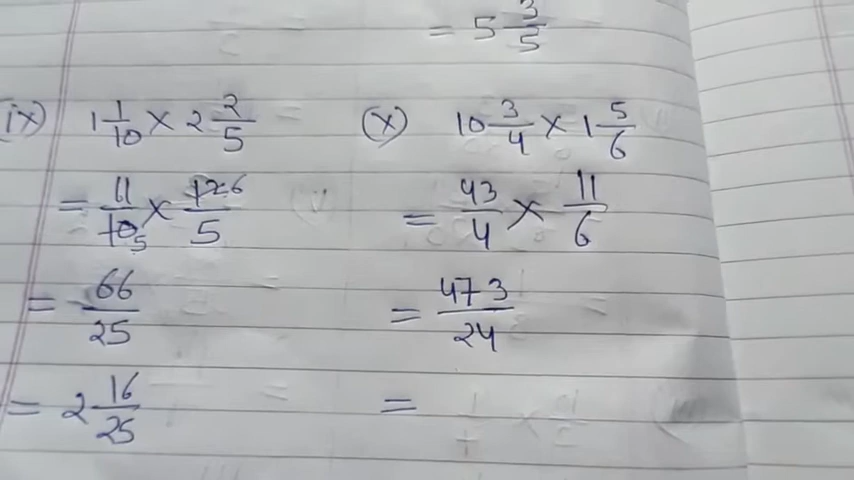 = 5 3/5
(ix) 1 1/10 × 2 2/5
= 11/10 5 × 12 6/5
= 66/25
= 2 16/25
(x) 10 3/4 × 1 5/6
= 43/4 × 11/6
= 473/24
=